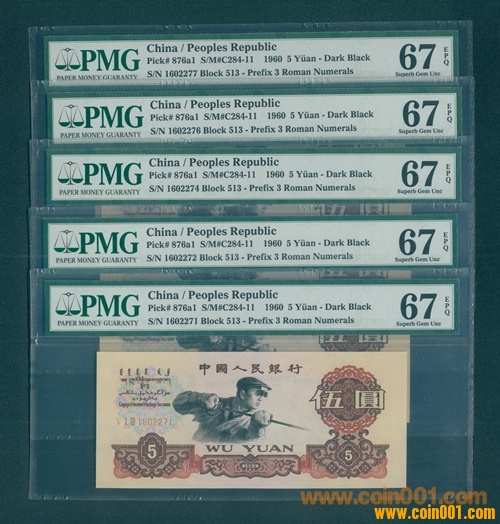 PMG
PAPER MONEY GUARANTY
China / Peoples Republic
Pick# 876a1 S/M#C284-11 1960 5 Yüan - Dark Black
S/N 1602277 Block 513 - Prefix 3 Roman Numerals
67 EPQ
Superb Gem Unc
PMG
PAPER MONEY GUARANTY
China / Peoples Republic
Pick# 876a1 S/M#C284-11 1960 5 Yüan - Dark Black
S/N 1602276 Block 513 - Prefix 3 Roman Numerals
67 EPQ
Superb Gem Unc
PMG
PAPER MONEY GUARANTY
China / Peoples Republic
Pick# 876a1 S/M#C284-11 1960 5 Yüan - Dark Black
S/N 1602274 Block 513 - Prefix 3 Roman Numerals
67 EPQ
Superb Gem Unc
PMG
PAPER MONEY GUARANTY
China / Peoples Republic
Pick# 876a1 S/M#C284-11 1960 5 Yüan - Dark Black
S/N 1602272 Block 513 - Prefix 3 Roman Numerals
67 EPQ
Superb Gem Unc
PMG
PAPER MONEY GUARANTY
China / Peoples Republic
Pick# 876a1 S/M#C284-11 1960 5 Yüan - Dark Black
S/N 1602271 Block 513 - Prefix 3 Roman Numerals
67 EPQ
Superb Gem Unc
中國人民銀行
伍圓
V I III 1602271
WU YUAN
5
5
www.coin001.com
www.coin001.com